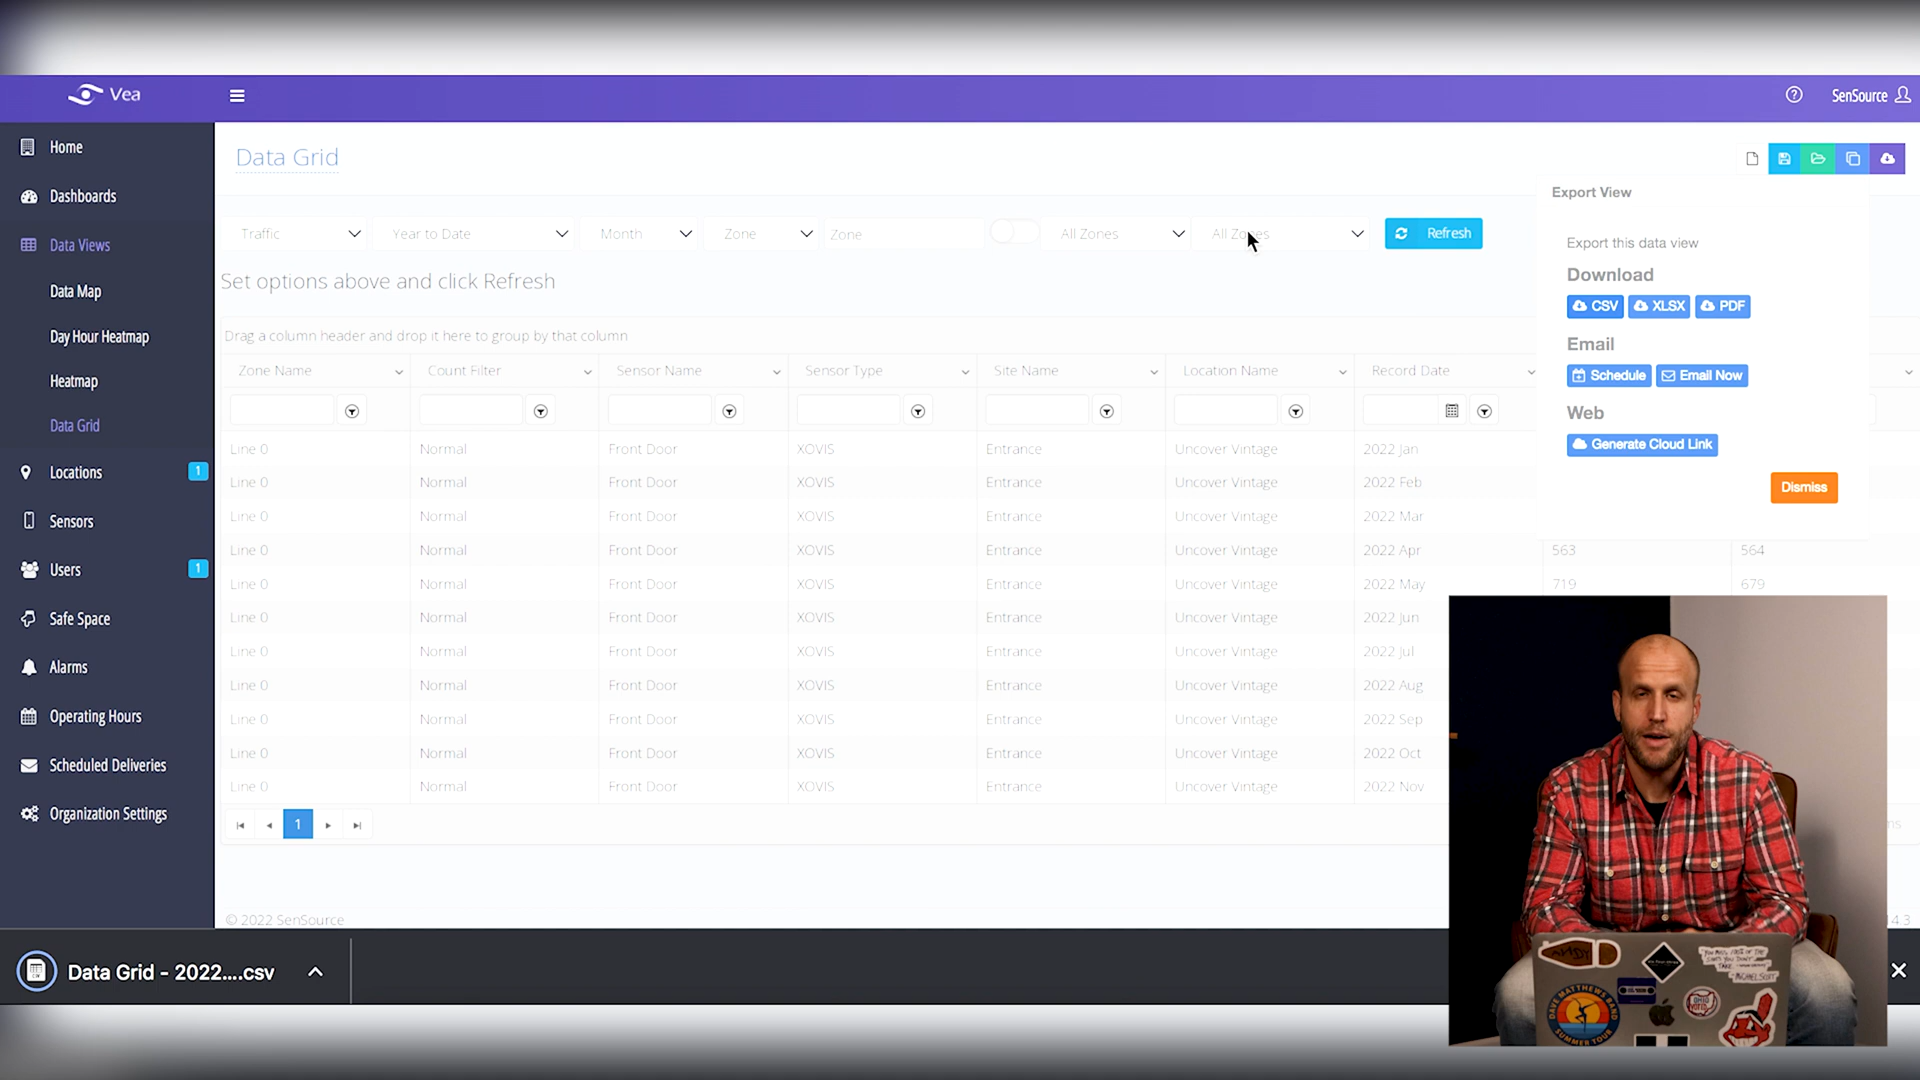 Vea
SenSource
Home
Dashboards
Data Views
Data Map
Day Hour Heatmap
Heatmap
Data Grid
Locations 1
Sensors
Users 1
Safe Space
Alarms
Operating Hours
Scheduled Deliveries
Organization Settings
Data Grid
Traffic Year to Date Month Zone Zone All Zones All Zones Refresh
Set options above and click Refresh
Drag a column header and drop it here to group by that column
Zone Name Count Filter Sensor Name Sensor Type Site Name Location Name Record Date
Line 0 Normal Front Door XOVIS Entrance Uncover Vintage 2022 Jan
Line 0 Normal Front Door XOVIS Entrance Uncover Vintage 2022 Feb
Line 0 Normal Front Door XOVIS Entrance Uncover Vintage 2022 Mar
Line 0 Normal Front Door XOVIS Entrance Uncover Vintage 2022 Apr 563 564
Line 0 Normal Front Door XOVIS Entrance Uncover Vintage 2022 May 719 679
Line 0 Normal Front Door XOVIS Entrance Uncover Vintage 2022 Jun
Line 0 Normal Front Door XOVIS Entrance Uncover Vintage 2022 Jul
Line 0 Normal Front Door XOVIS Entrance Uncover Vintage 2022 Aug
Line 0 Normal Front Door XOVIS Entrance Uncover Vintage 2022 Sep
Line 0 Normal Front Door XOVIS Entrance Uncover Vintage 2022 Oct
Line 0 Normal Front Door XOVIS Entrance Uncover Vintage 2022 Nov
1
© 2022 SenSource
Export View
Export this data view
Download
CSV XLSX PDF
Email
Schedule Email Now
Web
Generate Cloud Link
Dismiss
Data Grid - 2022....csv
DAVE MATTHEWS BAND
SUMMER TOUR
OHIO
VOTED